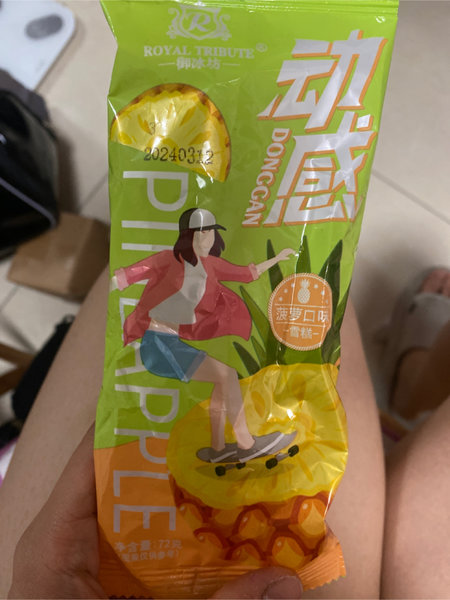 R
ROYAL TRIBUTE®
御冰坊
动感
DONGGAN
20240312
PINEAPPLE
菠萝口味
雪糕
净含量:72克